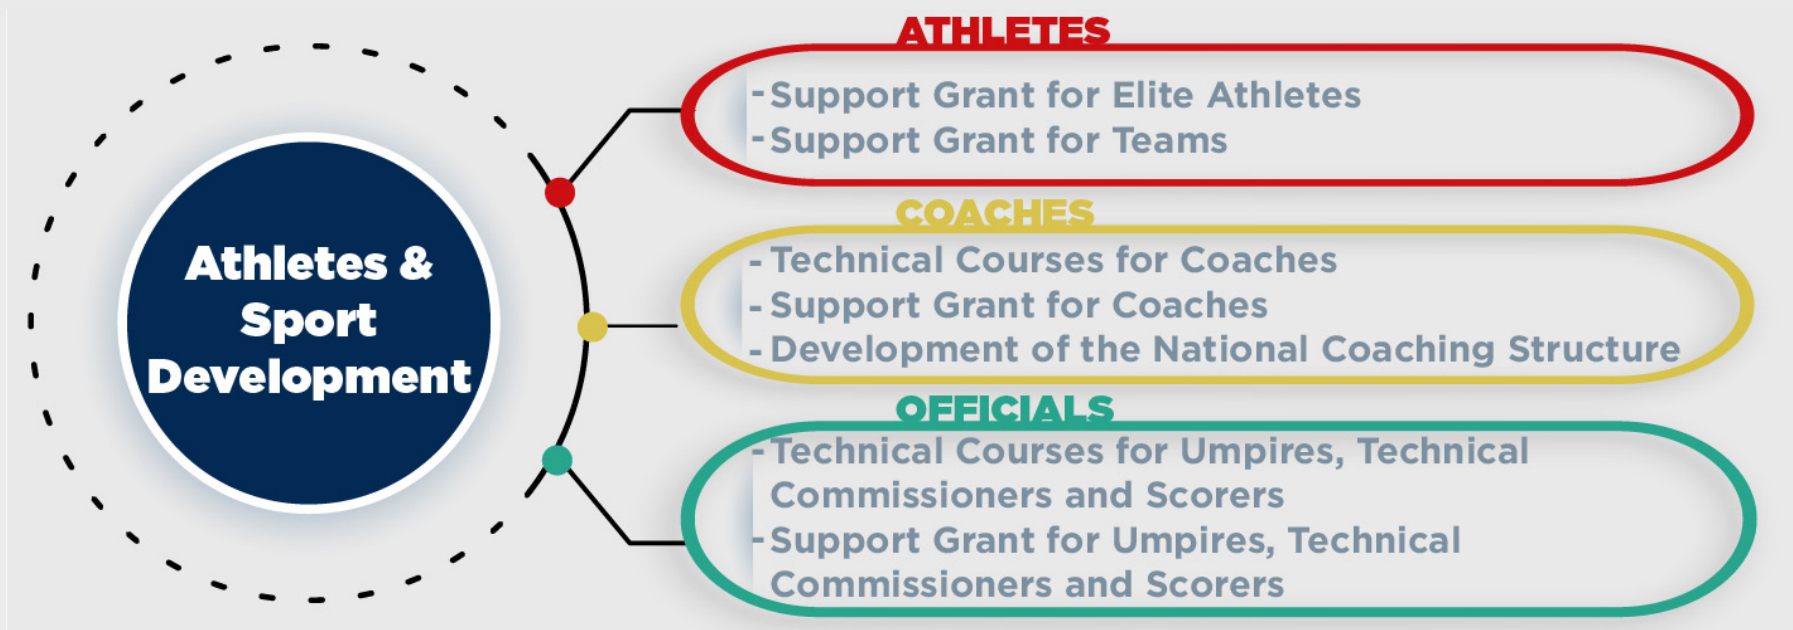 Athletes &
Sport
Development
ATHLETES
-Support Grant for Elite Athletes
-Support Grant for Teams
COACHES
- Technical Courses for Coaches
- Support Grant for Coaches
- Development of the National Coaching Structure
OFFICIALS
-Technical Courses for Umpires, Technical
Commissioners and Scorers
-Support Grant for Umpires, Technical
Commissioners and Scorers